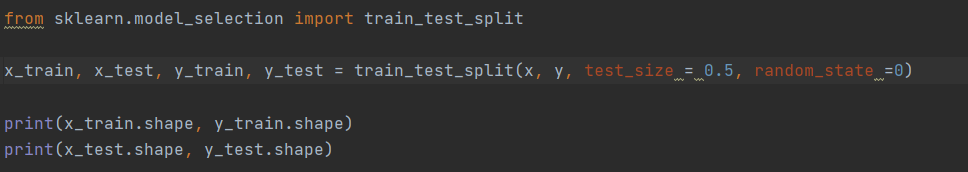 from sklearn.model_selection import train_test_split
x_train, x_test, y_train, y_test = train_test_split(x, y, test_size = 0.5, random_state =0)
print(x_train.shape, y_train.shape)
print(x_test.shape, y_test.shape)